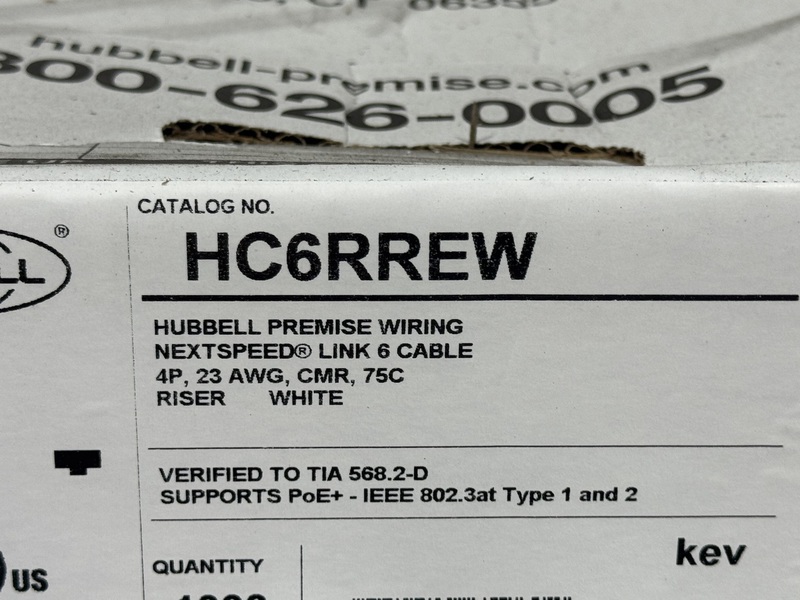 hubbell-premise.com
800-626-0005
CATALOG NO.
HC6RREW
HUBBELL PREMISE WIRING
NEXTSPEED® LINK 6 CABLE
4P, 23 AWG, CMR, 75C
RISER WHITE
VERIFIED TO TIA 568.2-D
SUPPORTS PoE+ - IEEE 802.3at Type 1 and 2
kev
QUANTITY
US